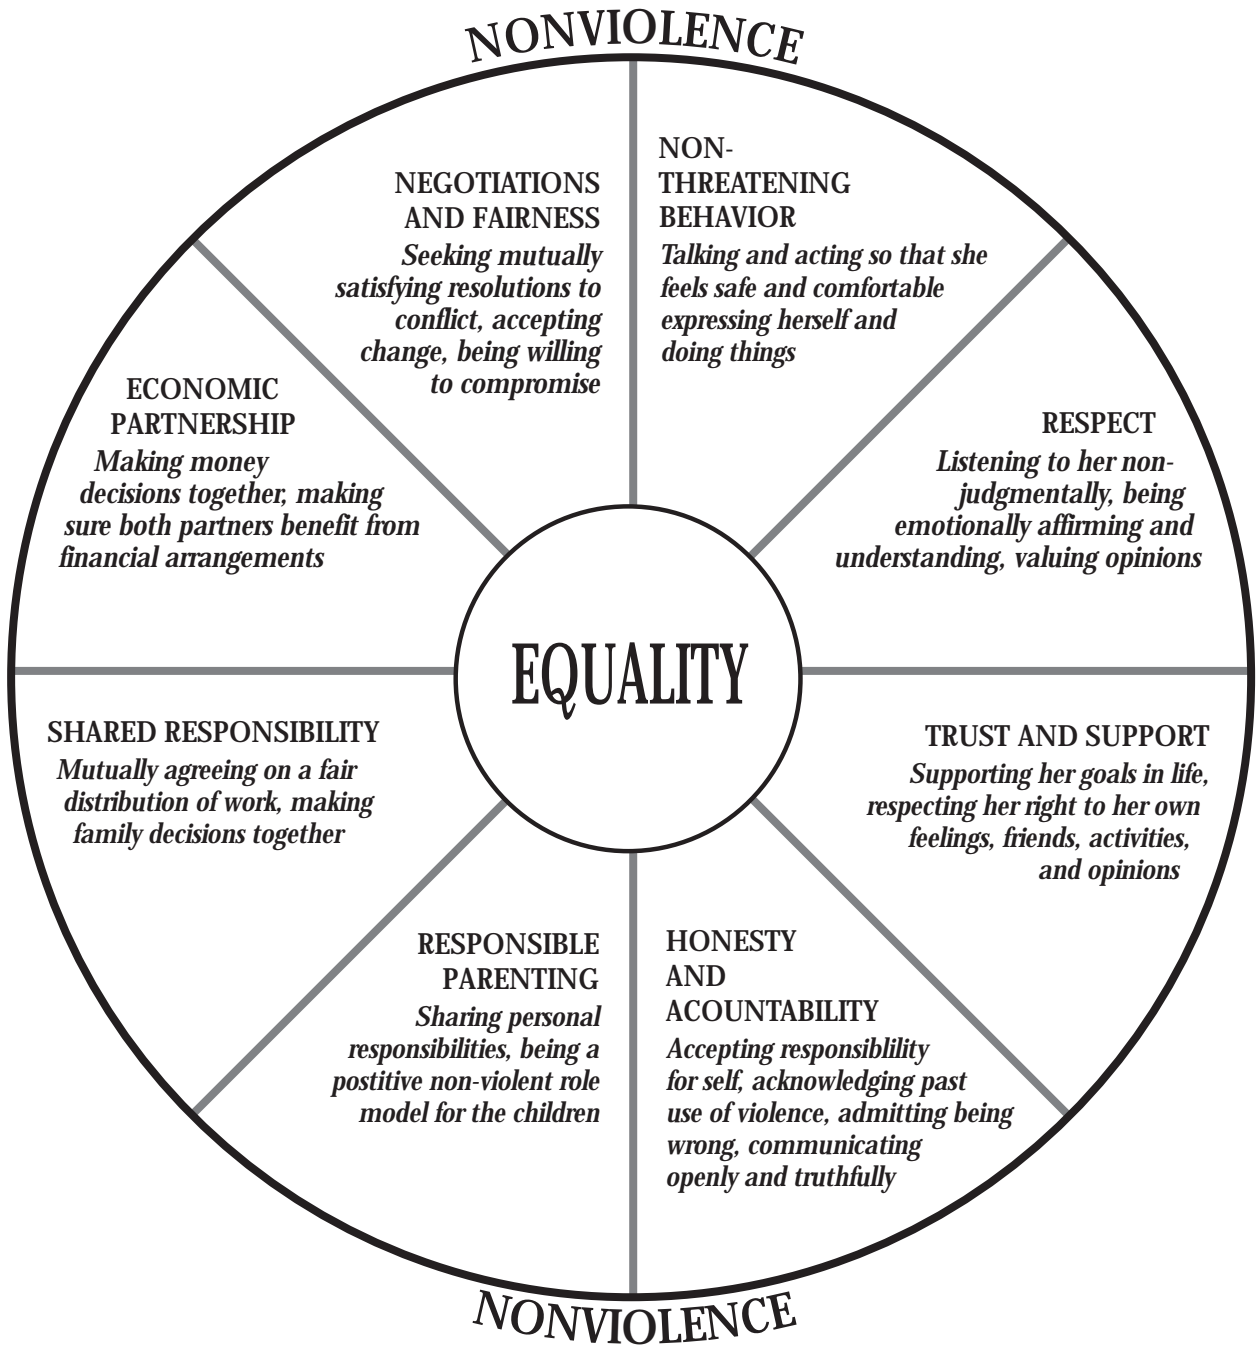 NONVIOLENCE
NEGOTIATIONS
AND FAIRNESS
Seeking mutually
satisfying resolutions to
conflict, accepting
change, being willing
to compromise
NON-
THREATENING
BEHAVIOR
Talking and acting so that she
feels safe and comfortable
expressing herself and
doing things
ECONOMIC
PARTNERSHIP
Making money
decisions together, making
sure both partners benefit from
financial arrangements
RESPECT
Listening to her non-
judgmentally, being
emotionally affirming and
understanding, valuing opinions
EQUALITY
SHARED RESPONSIBILITY
Mutually agreeing on a fair
distribution of work, making
family decisions together
TRUST AND SUPPORT
Supporting her goals in life,
respecting her right to her own
feelings, friends, activities,
and opinions
RESPONSIBLE
PARENTING
Sharing personal
responsibilities, being a
postitive non-violent role
model for the children
HONESTY
AND
ACOUNTABILITY
Accepting responsiblility
for self, acknowledging past
use of violence, admitting being
wrong, communicating
openly and truthfully
NONVIOLENCE